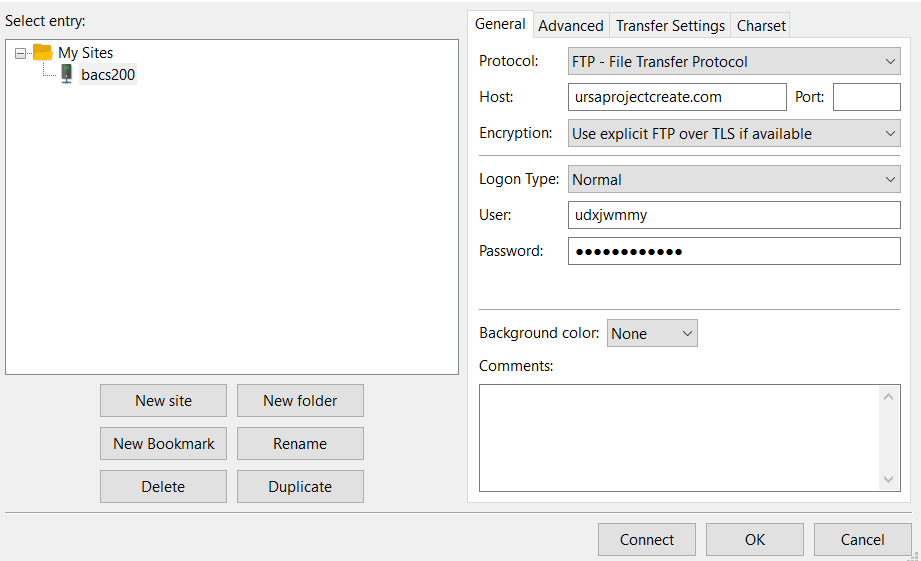 Select entry:
My Sites
bacs200
New site
New folder
New Bookmark
Rename
Delete
Duplicate
General
Advanced
Transfer Settings
Charset
Protocol:
FTP - File Transfer Protocol
Host:
ursaprojectcreate.com
Port:
Encryption:
Use explicit FTP over TLS if available
Logon Type:
Normal
User:
udxjwmmy
Password:
●●●●●●●●●●●●
Background color:
None
Comments:
Connect
OK
Cancel